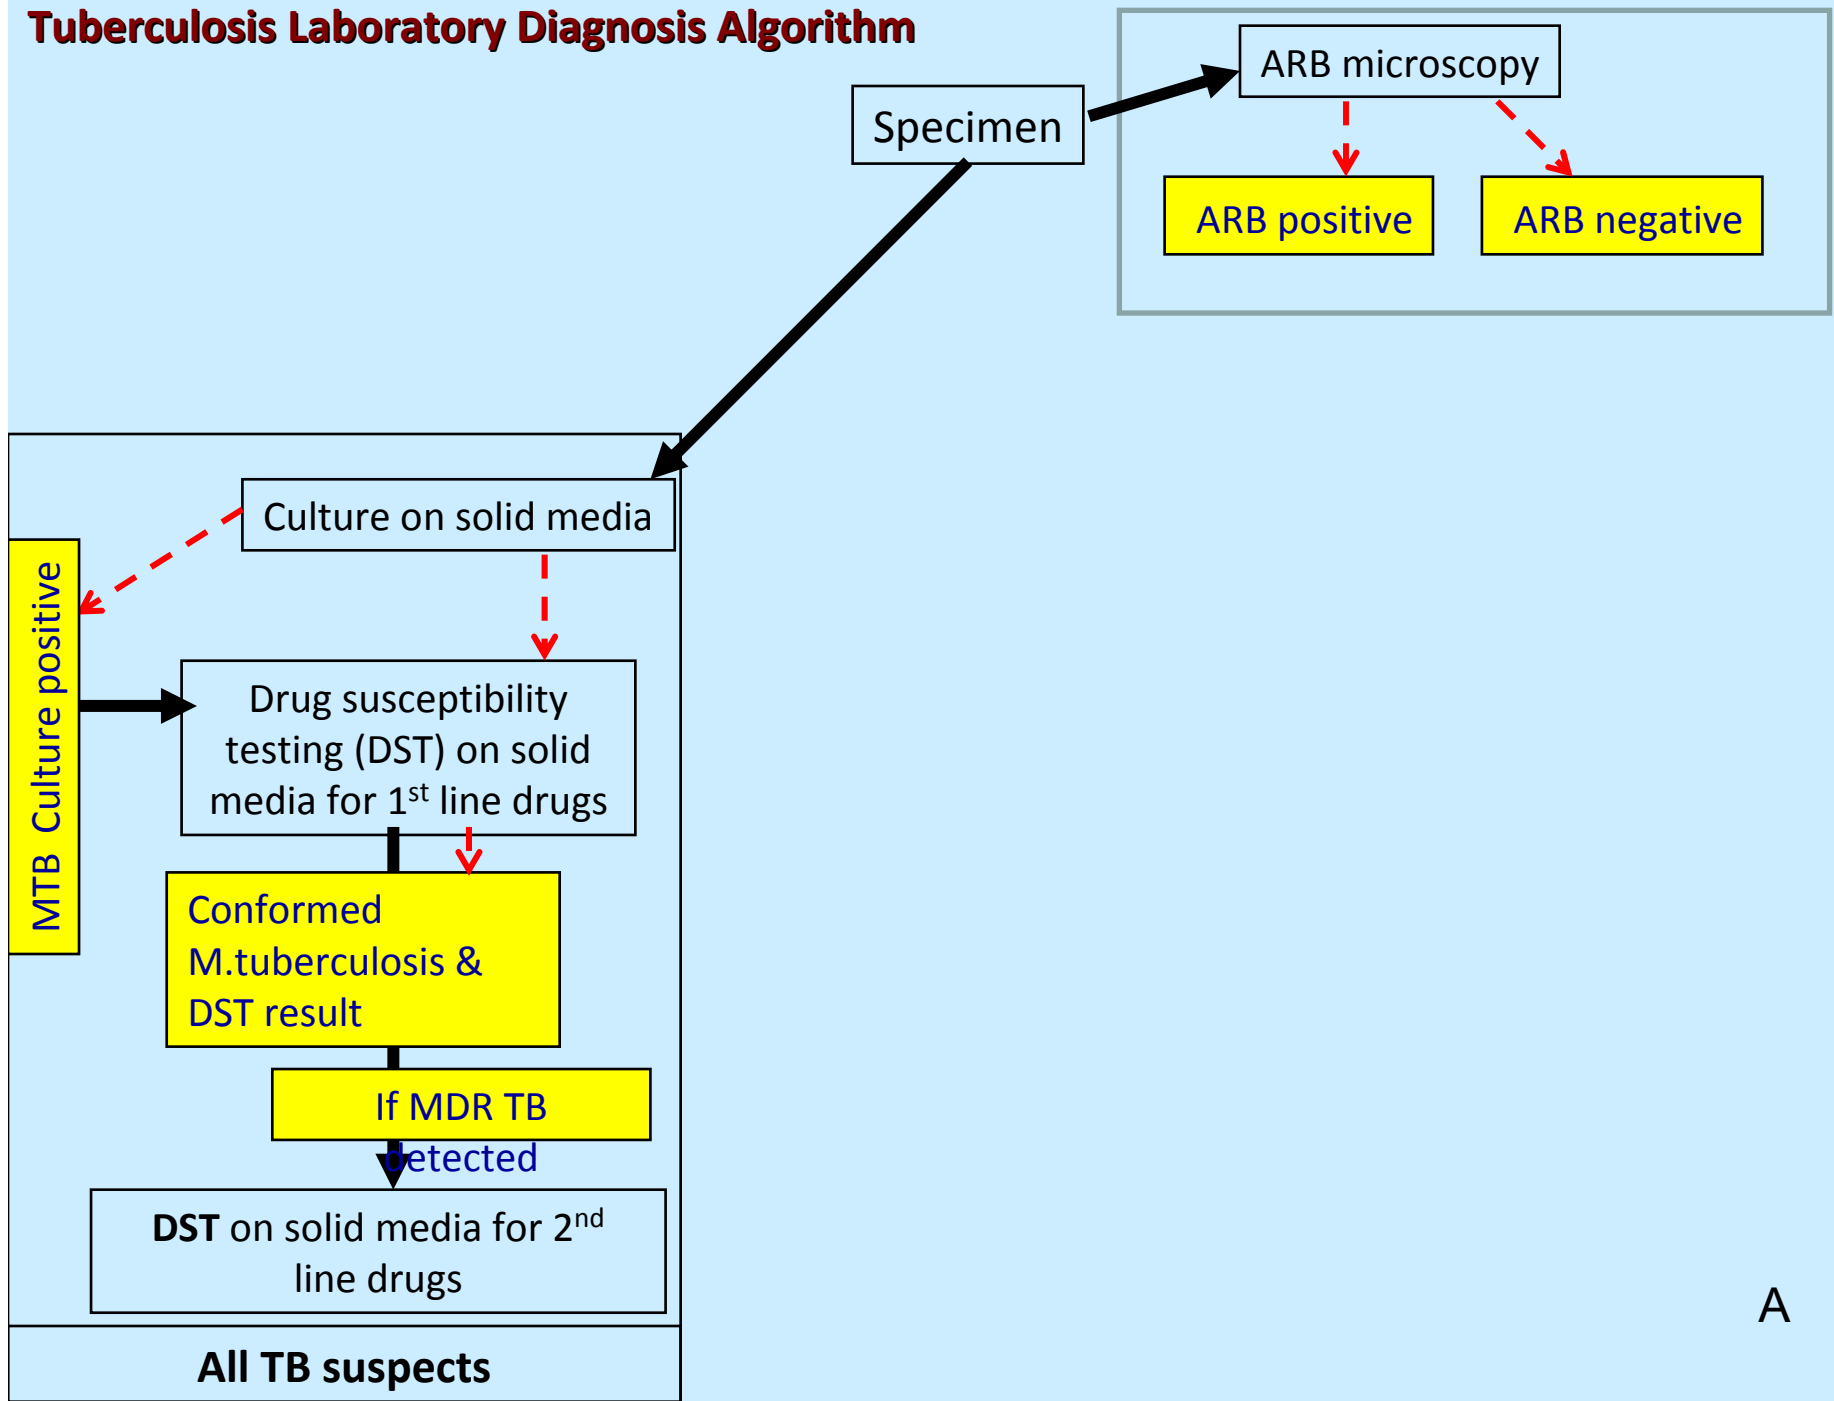 Tuberculosis Laboratory Diagnosis Algorithm
ARB microscopy
Specimen
ARB positive
ARB negative
Culture on solid media
MTB Culture positive
Drug susceptibility
testing (DST) on solid
media for 1st line drugs
Conformed
M.tuberculosis &
DST result
If MDR TB
detected
DST on solid media for 2nd
line drugs
A
All TB suspects